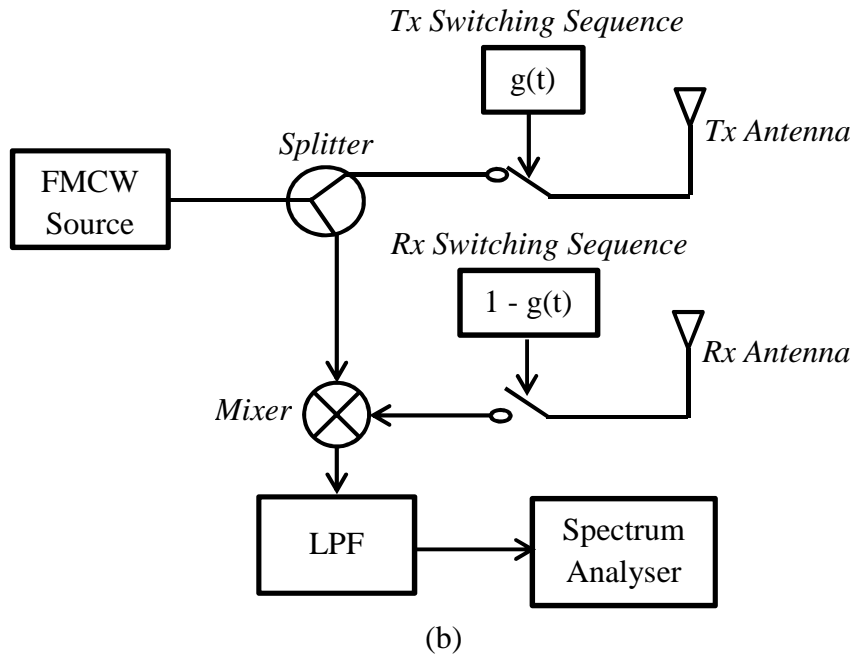 Tx Switching Sequence
g(t)
Tx Antenna
Splitter
FMCW
Source
Rx Switching Sequence
1 - g(t)
Rx Antenna
Mixer
LPF
Spectrum
Analyser
(b)